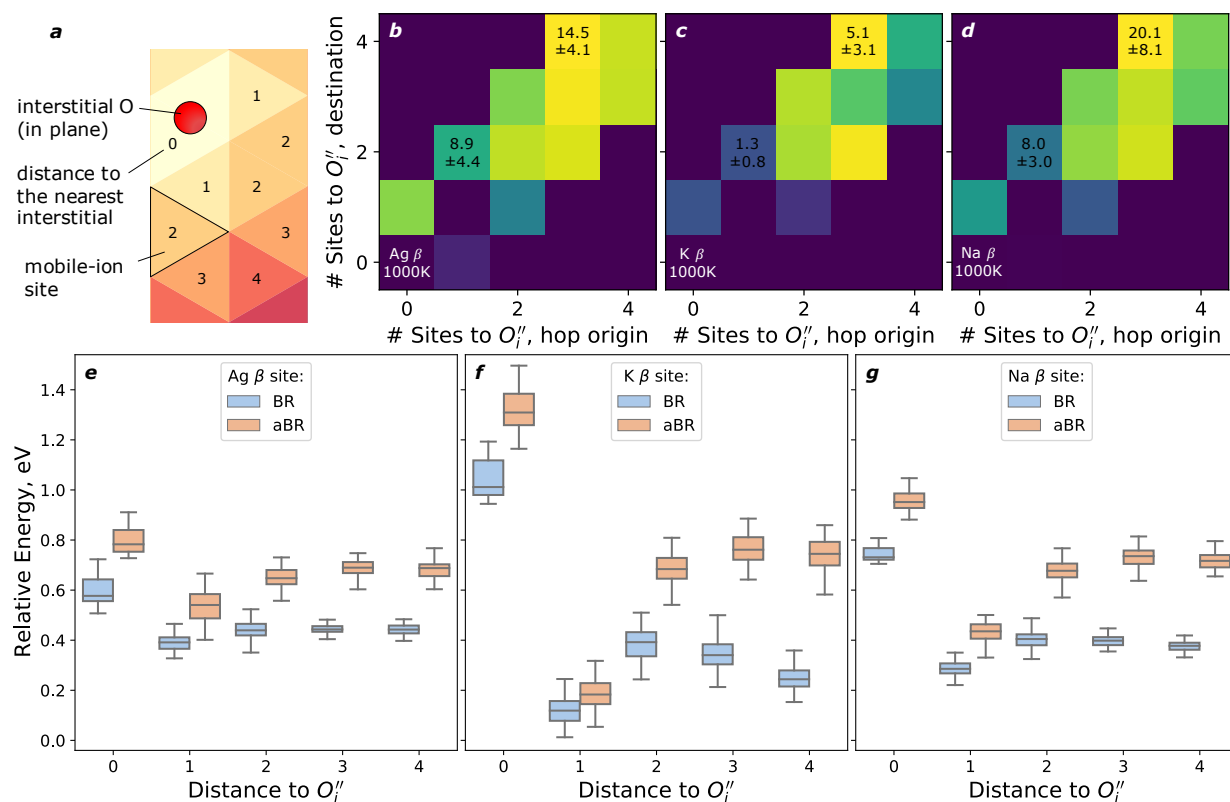 a
interstitial O
(in plane)
distance to
the nearest
interstitial
mobile-ion
site
0
1
2
1
2
2
3
3
4
# Sites to O''i, destination
4
2
0
b
14.5
±4.1
8.9
±4.4
Ag β
1000K
0
2
4
# Sites to O''i, hop origin
c
5.1
±3.1
1.3
±0.8
K β
1000K
0
2
4
# Sites to O''i, hop origin
d
20.1
±8.1
8.0
±3.0
Na β
1000K
0
2
4
# Sites to O''i, hop origin
Relative Energy, eV
1.4
1.2
1.0
0.8
0.6
0.4
0.2
0.0
e
Ag β site:
BR
aBR
0
1
2
3
4
Distance to O''i
f
K β site:
BR
aBR
0
1
2
3
4
Distance to O''i
g
Na β site:
BR
aBR
0
1
2
3
4
Distance to O''i